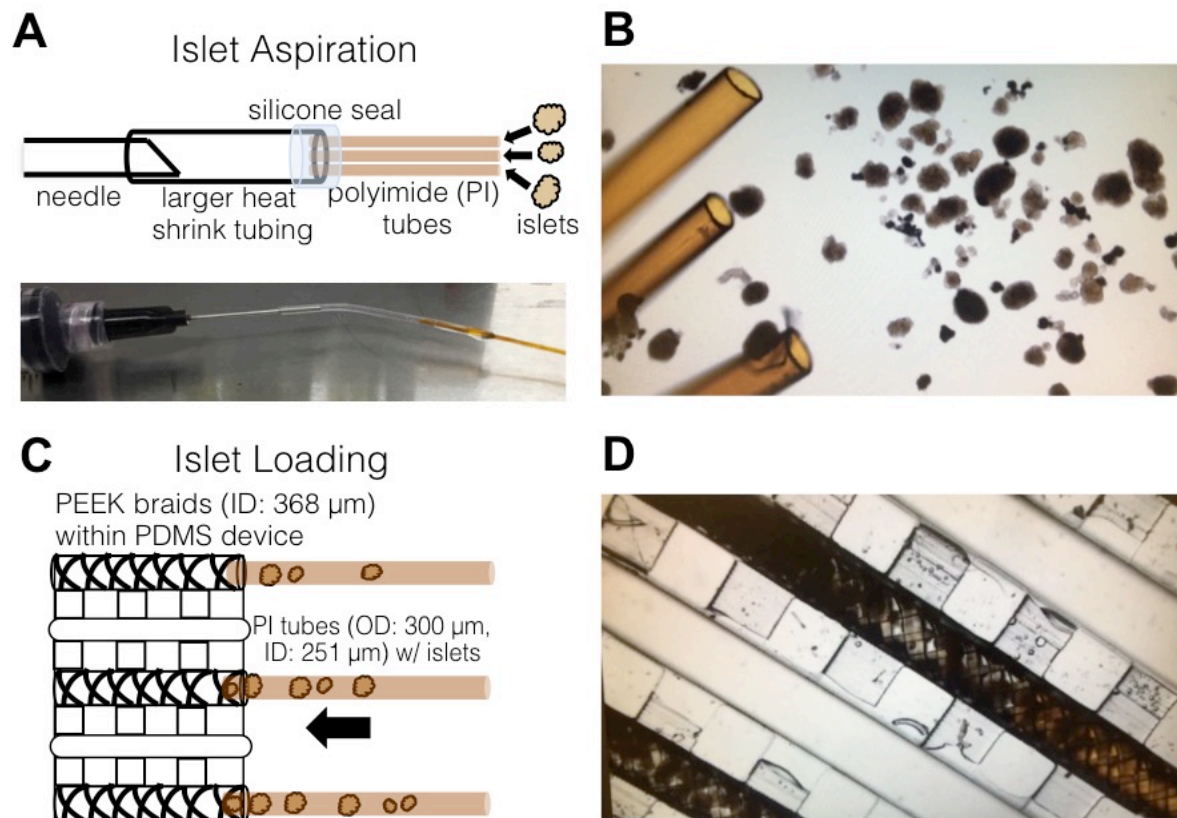 A
Islet Aspiration
silicone seal
needle
larger heat
shrink tubing
polyimide (PI)
tubes
islets
B
C
Islet Loading
PEEK braids (ID: 368 µm)
within PDMS device
PI tubes (OD: 300 µm,
ID: 251 µm) w/ islets
D